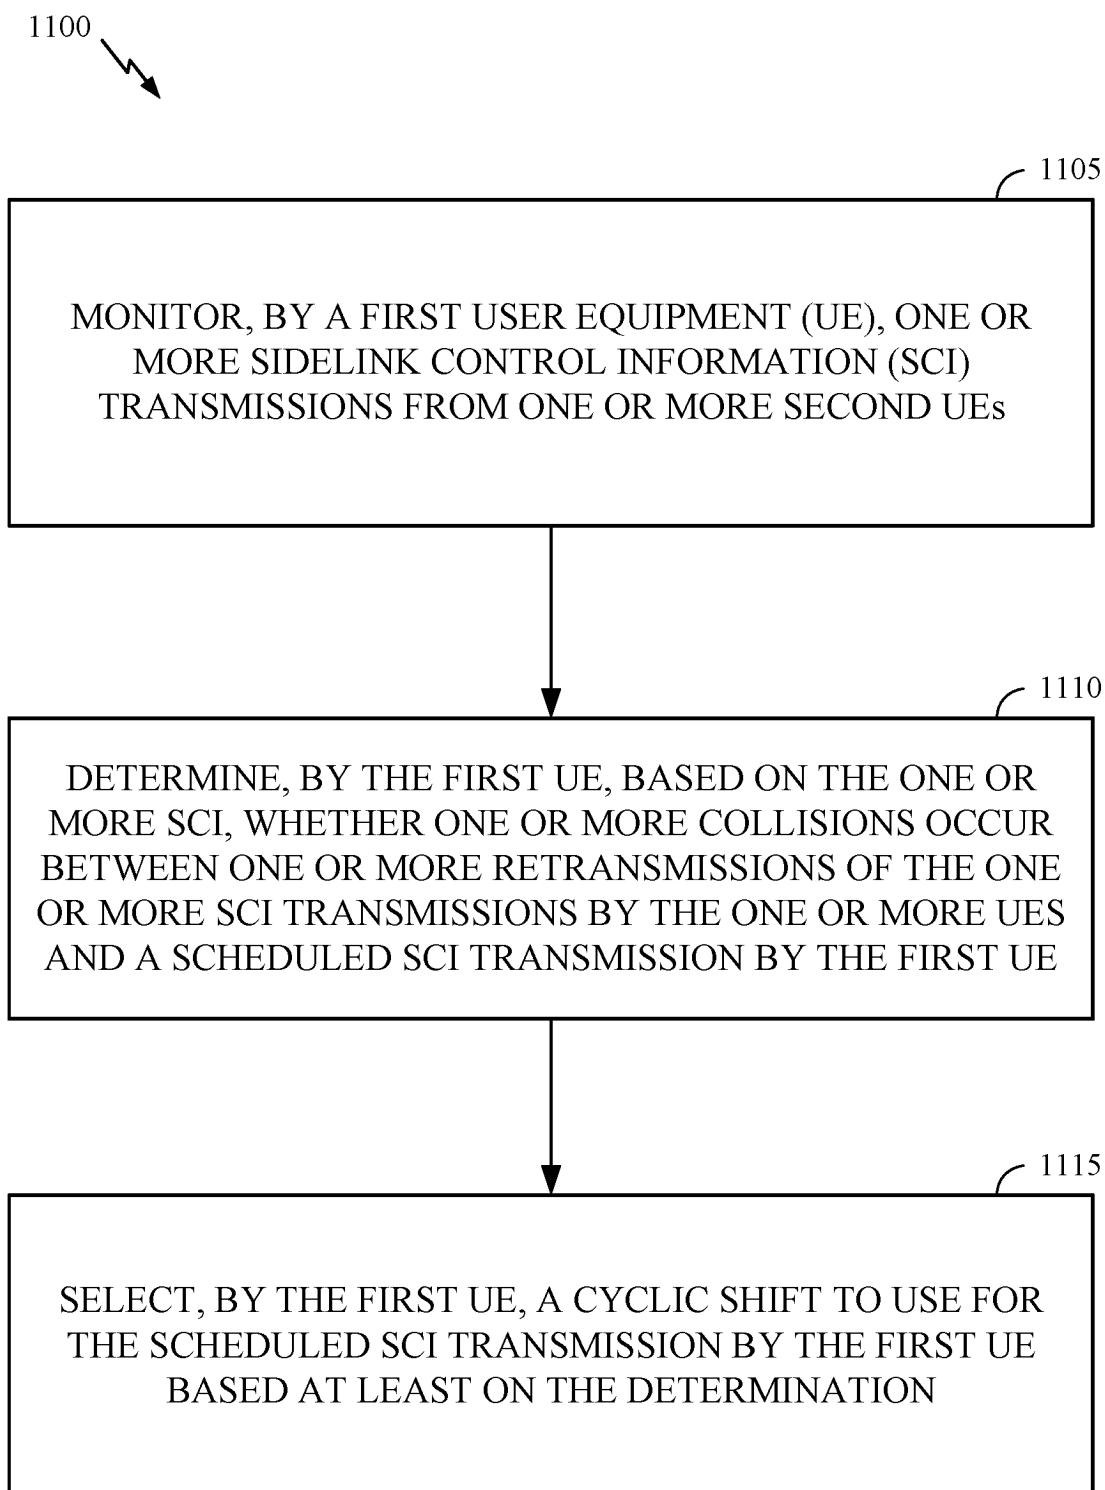 1100
1105
MONITOR, BY A FIRST USER EQUIPMENT (UE), ONE OR
MORE SIDELINK CONTROL INFORMATION (SCI)
TRANSMISSIONS FROM ONE OR MORE SECOND UEs
1110
DETERMINE, BY THE FIRST UE, BASED ON THE ONE OR
MORE SCI, WHETHER ONE OR MORE COLLISIONS OCCUR
BETWEEN ONE OR MORE RETRANSMISSIONS OF THE ONE
OR MORE SCI TRANSMISSIONS BY THE ONE OR MORE UES
AND A SCHEDULED SCI TRANSMISSION BY THE FIRST UE
1115
SELECT, BY THE FIRST UE, A CYCLIC SHIFT TO USE FOR
THE SCHEDULED SCI TRANSMISSION BY THE FIRST UE
BASED AT LEAST ON THE DETERMINATION